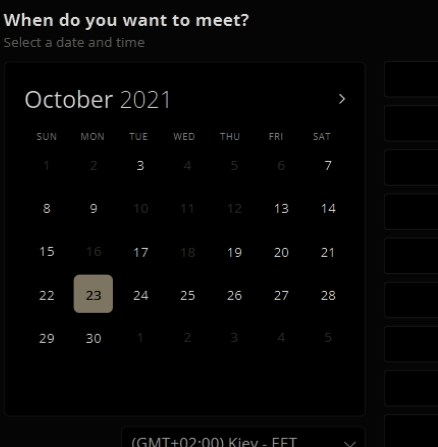 When do you want to meet?
Select a date and time
October 2021
SUN MON TUE WED THU FRI SAT
1 2 3 4 5 6 7
8 9 10 11 12 13 14
15 16 17 18 19 20 21
22 23 24 25 26 27 28
29 30 1 2 3 4 5
(GMT+02:00) Kiev - EET